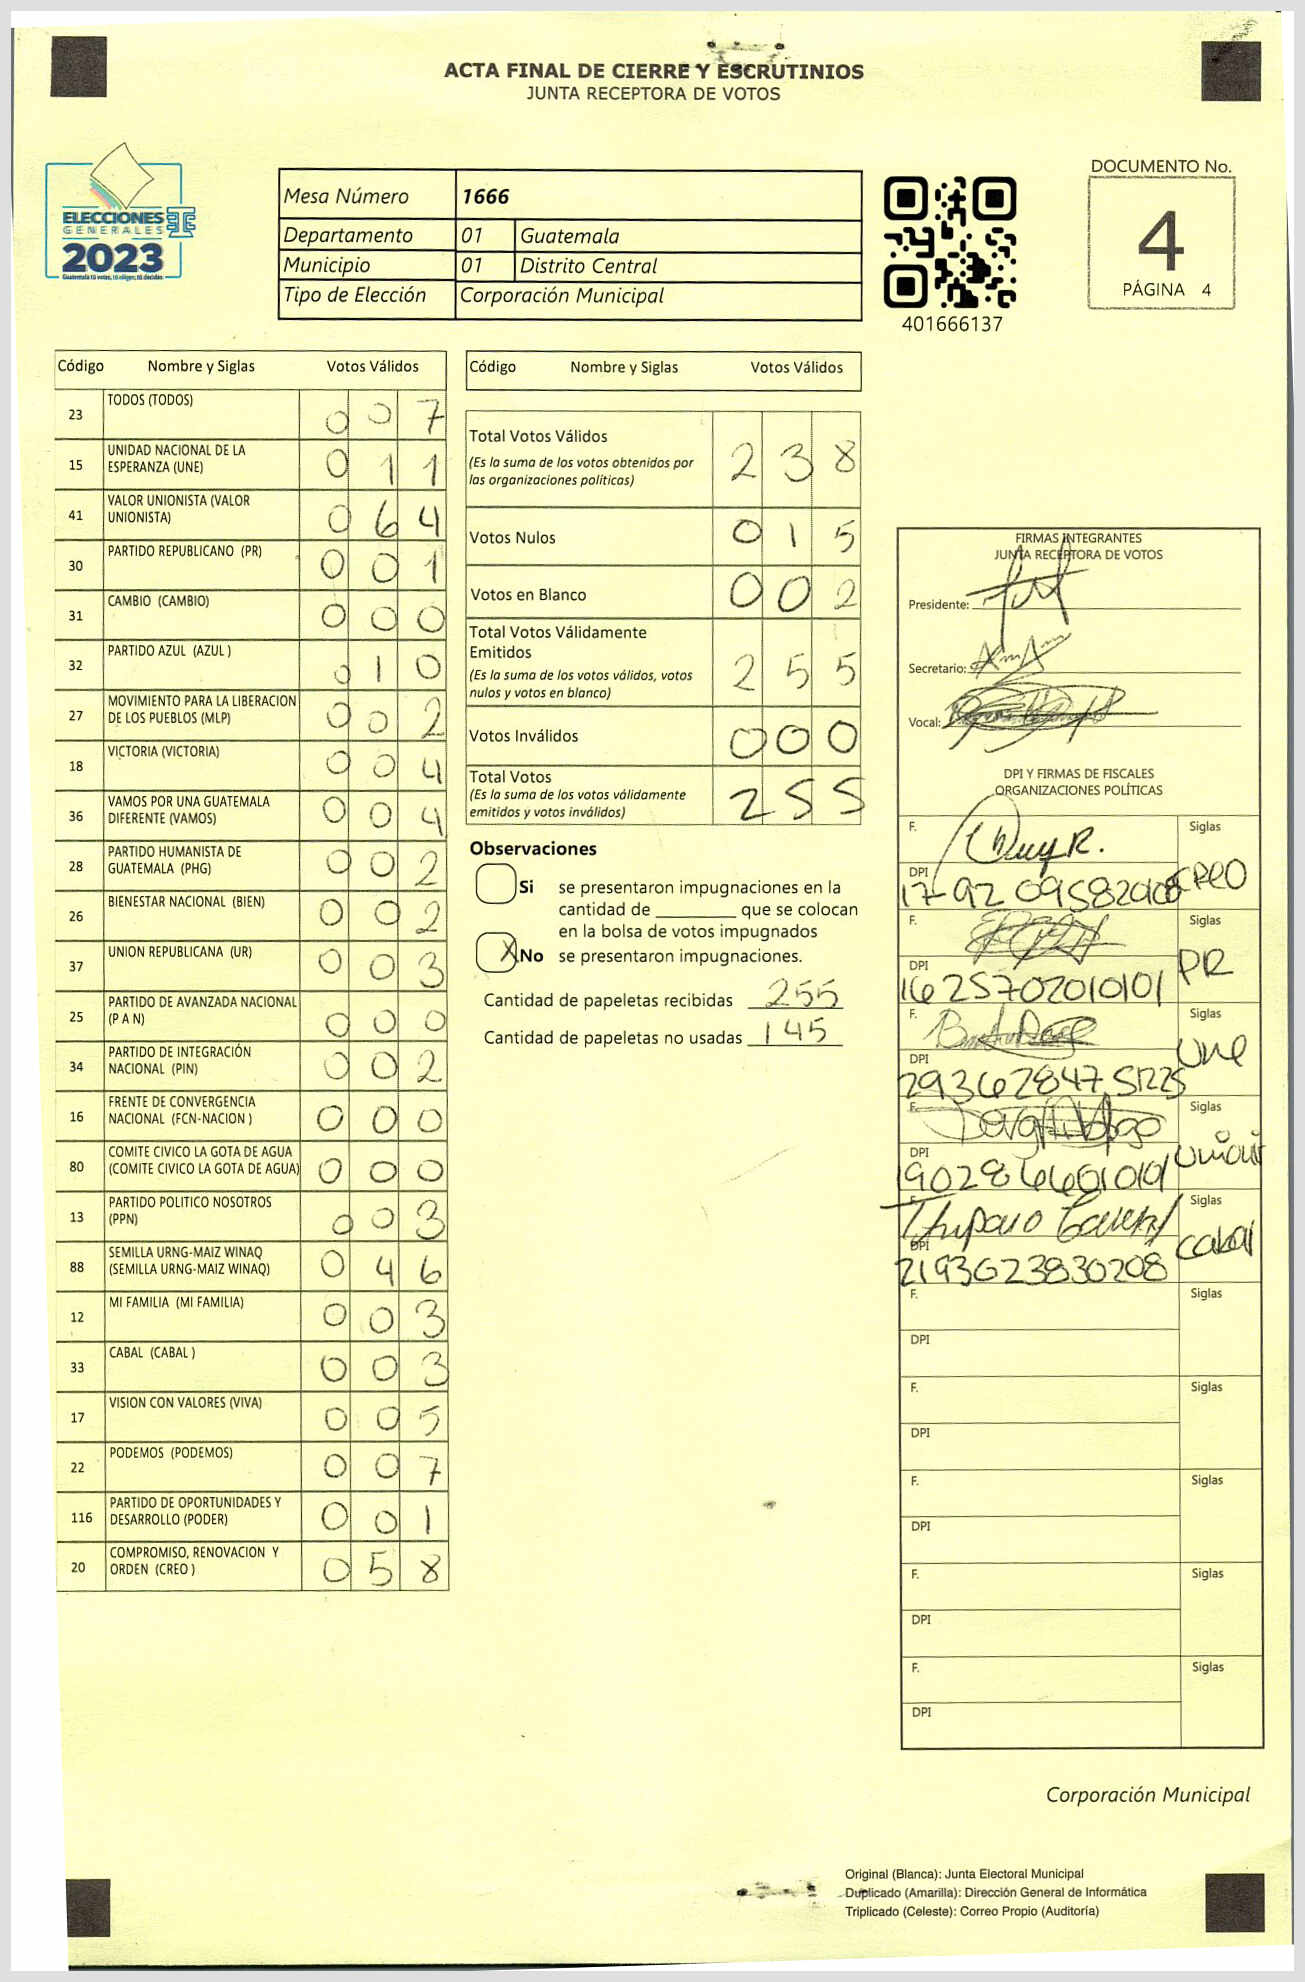 ACTA FINAL DE CIERRE Y ESCRUTINIOS
JUNTA RECEPTORA DE VOTOS
ELECCIONES
GENERALES
2023
Guatemala tú votas, tú eliges, tú decides
Mesa Número 1666
Departamento 01 Guatemala
Municipio 01 Distrito Central
Tipo de Elección Corporación Municipal
401666137
DOCUMENTO No.
4
PÁGINA 4
Código Nombre y Siglas Votos Válidos
23 TODOS (TODOS) 0 0 7
15 UNIDAD NACIONAL DE LA ESPERANZA (UNE) 0 1 1
41 VALOR UNIONISTA (VALOR UNIONISTA) 0 6 4
30 PARTIDO REPUBLICANO (PR) 0 0 1
31 CAMBIO (CAMBIO) 0 0 0
32 PARTIDO AZUL (AZUL ) 0 1 0
27 MOVIMIENTO PARA LA LIBERACION DE LOS PUEBLOS (MLP) 0 0 2
18 VICTORIA (VICTORIA) 0 0 4
36 VAMOS POR UNA GUATEMALA DIFERENTE (VAMOS) 0 0 4
28 PARTIDO HUMANISTA DE GUATEMALA (PHG) 0 0 2
26 BIENESTAR NACIONAL (BIEN) 0 0 2
37 UNION REPUBLICANA (UR) 0 0 3
25 PARTIDO DE AVANZADA NACIONAL (P A N) 0 0 0
34 PARTIDO DE INTEGRACIÓN NACIONAL (PIN) 0 0 2
16 FRENTE DE CONVERGENCIA NACIONAL (FCN-NACION ) 0 0 0
80 COMITE CIVICO LA GOTA DE AGUA (COMITE CIVICO LA GOTA DE AGUA) 0 0 0
13 PARTIDO POLITICO NOSOTROS (PPN) 0 0 3
88 SEMILLA URNG-MAIZ WINAQ (SEMILLA URNG-MAIZ WINAQ) 0 4 6
12 MI FAMILIA (MI FAMILIA) 0 0 3
33 CABAL (CABAL ) 0 0 3
17 VISION CON VALORES (VIVA) 0 0 5
22 PODEMOS (PODEMOS) 0 0 7
116 PARTIDO DE OPORTUNIDADES Y DESARROLLO (PODER) 0 0 1
20 COMPROMISO, RENOVACION Y ORDEN (CREO ) 0 5 8
Código Nombre y Siglas Votos Válidos
Total Votos Válidos 2 3 8
(Es la suma de los votos obtenidos por
las organizaciones políticas)
Votos Nulos 0 1 5
Votos en Blanco 0 0 2
Total Votos Válidamente
Emitidos 2 5 5
(Es la suma de los votos válidos, votos
nulos y votos en blanco)
Votos Inválidos 0 0 0
Total Votos 2 5 5
(Es la suma de los votos válidamente
emitidos y votos inválidos)
Observaciones
Si se presentaron impugnaciones en la
cantidad de ________ que se colocan
en la bolsa de votos impugnados
X No se presentaron impugnaciones.
Cantidad de papeletas recibidas 255
Cantidad de papeletas no usadas 145
FIRMAS INTEGRANTES
JUNTA RECEPTORA DE VOTOS
Presidente:
Secretario:
Vocal:
DPI Y FIRMAS DE FISCALES
ORGANIZACIONES POLÍTICAS
F. Siglas
DPI CREO
F. Siglas
DPI PR
1625702010101
F. Siglas
DPI Une
F. Siglas
DPI
F. Siglas
DPI Cabal
2193623830208
F. Siglas
DPI
F. Siglas
DPI
F. Siglas
DPI
F. Siglas
DPI
F. Siglas
DPI
Corporación Municipal
Original (Blanca): Junta Electoral Municipal
Duplicado (Amarilla): Dirección General de Informática
Triplicado (Celeste): Correo Propio (Auditoría)